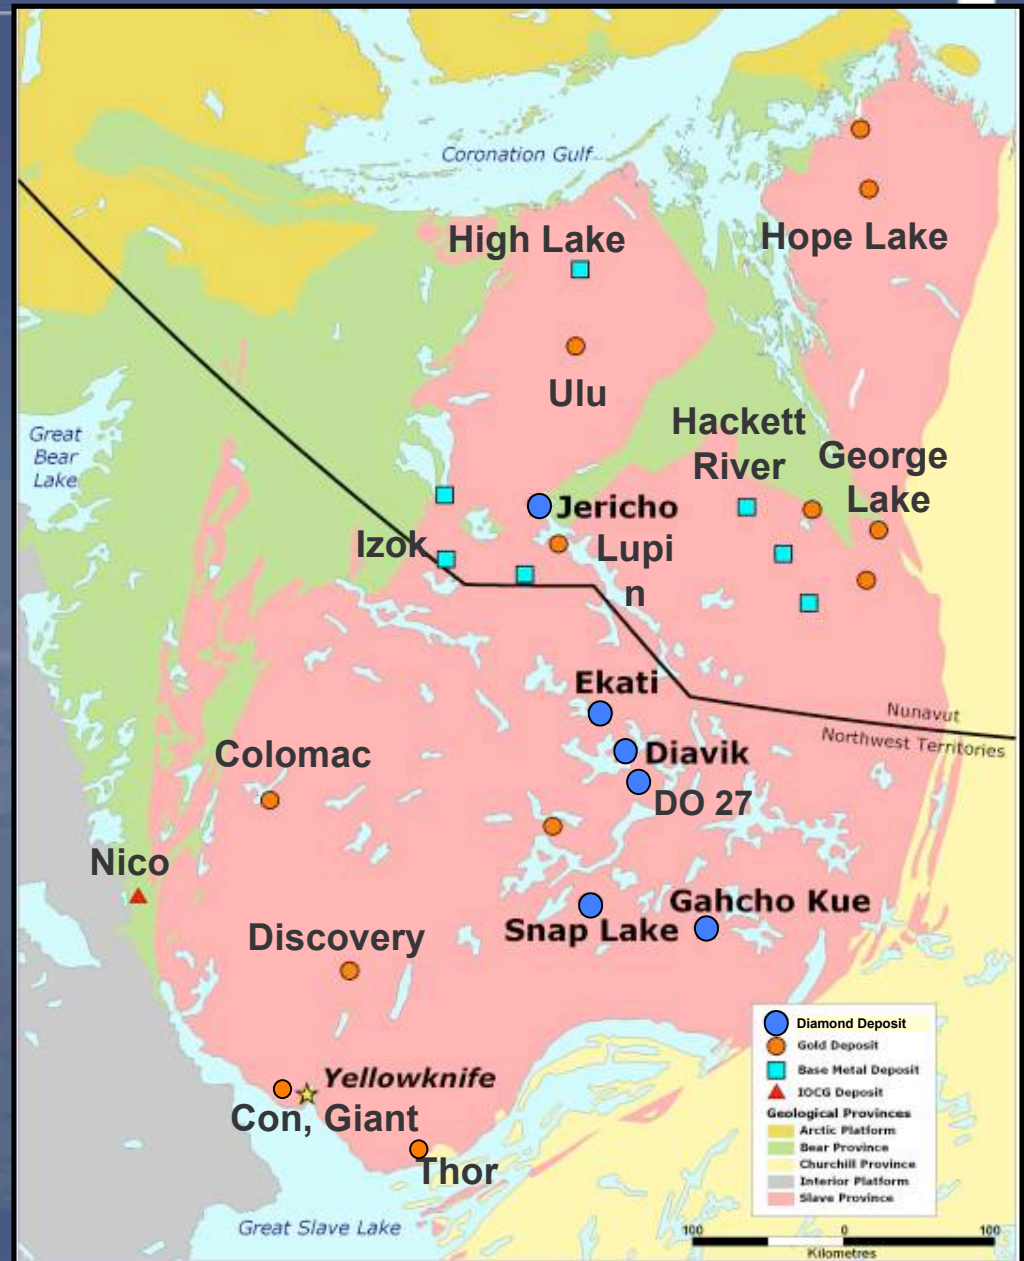 Coronation Gulf
High Lake
Hope Lake
Ulu
Great
Bear
Lake
Hackett
River
George
Lake
Jericho
Izok
Lupi
n
Ekati
Nunavut
Northwest Territories
Colomac
Diavik
DO 27
Nico
Gahcho Kue
Snap Lake
Discovery
Yellowknife
Con, Giant
Thor
Great Slave Lake
Diamond Deposit
Gold Deposit
Base Metal Deposit
IOCG Deposit
Geological Provinces
Arctic Platform
Bear Province
Churchill Province
Interior Platform
Slave Province
100 0 100
Kilometres